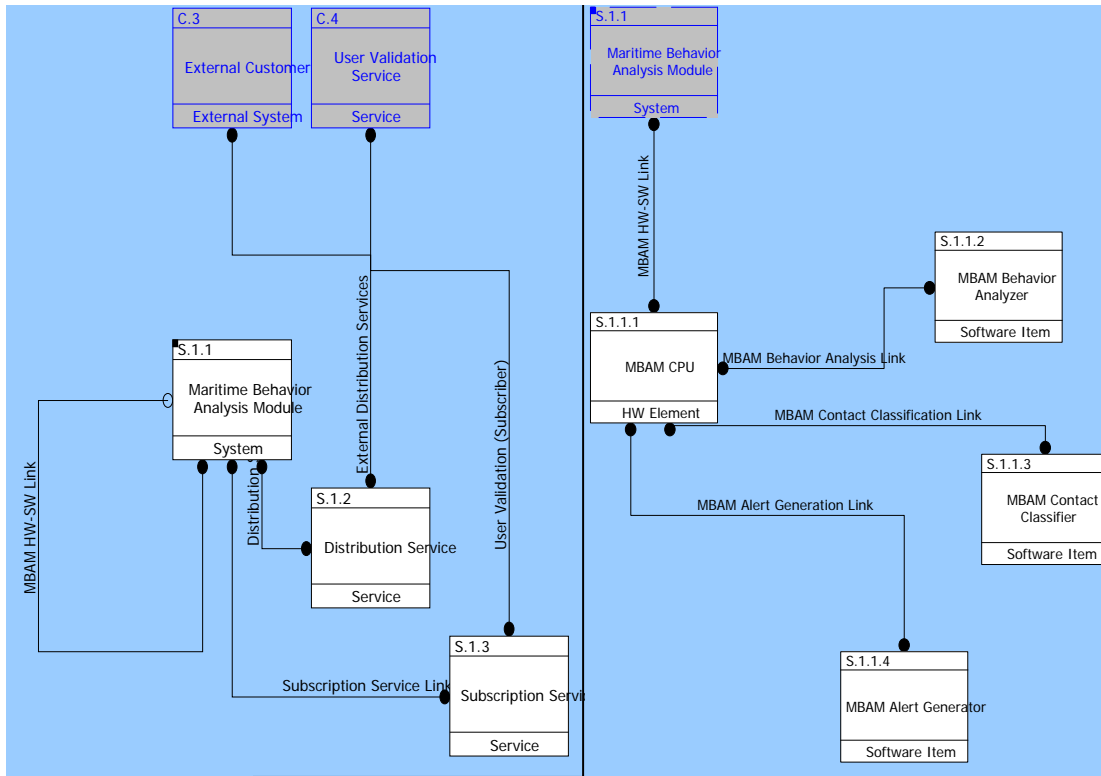 C.3
External Customer
External System
C.4
User Validation
Service
Service
External Distribution Services
User Validation (Subscriber)
S.1.1
Maritime Behavior
Analysis Module
System
MBAM HW-SW Link
Distribution S
S.1.2
Distribution Service
Service
S.1.3
Subscription Servi
Service
Subscription Service Link
S.1.1
Maritime Behavior
Analysis Module
System
MBAM HW-SW Link
S.1.1.1
MBAM CPU
HW Element
MBAM Behavior Analysis Link
S.1.1.2
MBAM Behavior
Analyzer
Software Item
MBAM Contact Classification Link
S.1.1.3
MBAM Contact
Classifier
Software Item
MBAM Alert Generation Link
S.1.1.4
MBAM Alert Generator
Software Item